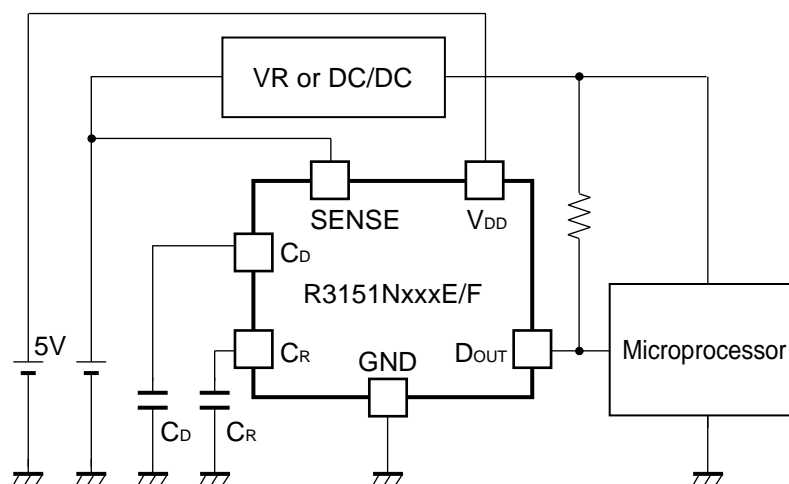 VR or DC/DC
SENSE
VDD
CD
R3151NxxxE/F
5V
CR
GND
DOUT
Microprocessor
CD
CR